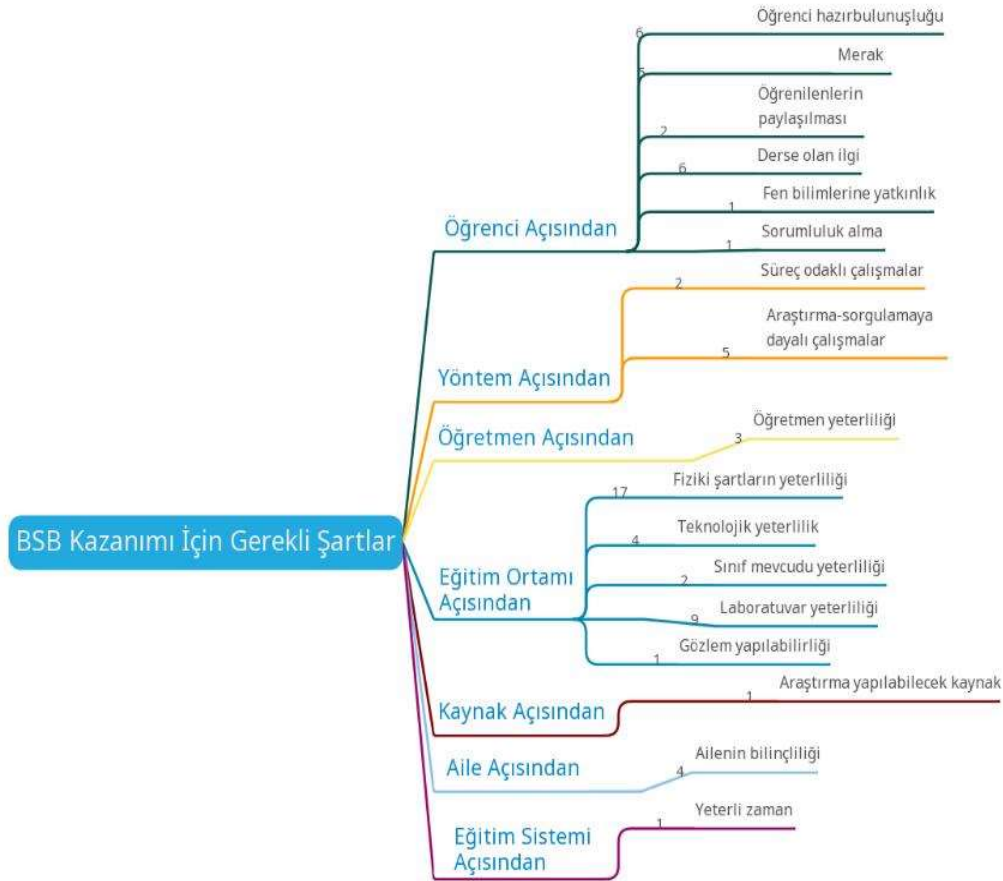 Öğrenci hazırbulunuşluğu
6
Merak
5
Öğrenilenlerin
paylaşılması
2
Derse olan ilgi
6
Fen bilimlerine yatkınlık
1
Öğrenci Açısından
Sorumluluk alma
1
Süreç odaklı çalışmalar
2
Araştırma-sorgulamaya
dayalı çalışmalar
5
Yöntem Açısından
Öğretmen yeterliliği
3
Öğretmen Açısından
Fiziki şartların yeterliliği
17
Teknolojik yeterlilik
4
BSB Kazanımı İçin Gerekli Şartlar
Sınıf mevcudu yeterliliği
2
Eğitim Ortamı
Açısından
Laboratuvar yeterliliği
9
Gözlem yapılabilirliği
1
Araştırma yapılabilecek kaynak
1
Kaynak Açısından
Ailenin bilinçliliği
4
Aile Açısından
Yeterli zaman
1
Eğitim Sistemi
Açısından